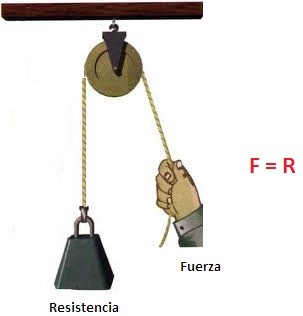 F = R
Fuerza
Resistencia